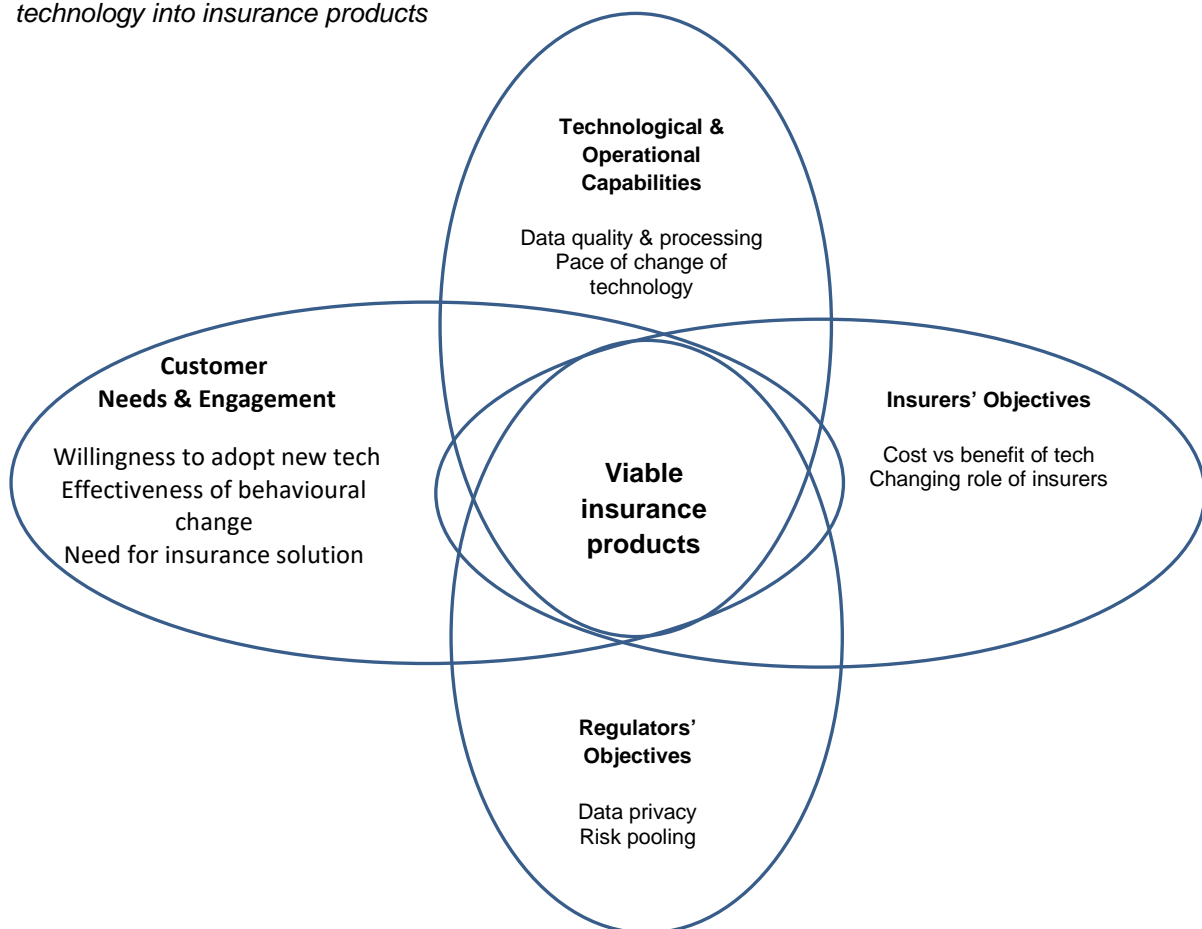 technology into insurance products
Technological &
Operational
Capabilities
Data quality & processing
Pace of change of
technology
Customer
Needs & Engagement
Willingness to adopt new tech
Effectiveness of behavioural
change
Need for insurance solution
Viable
insurance
products
Insurers’ Objectives
Cost vs benefit of tech
Changing role of insurers
Regulators’
Objectives
Data privacy
Risk pooling